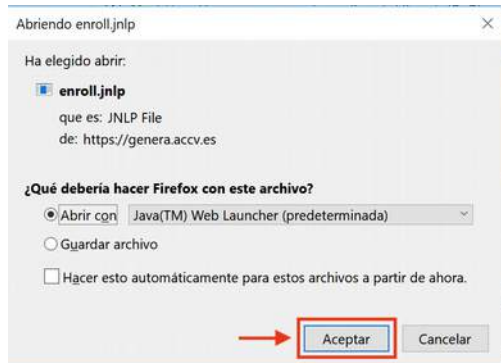 Abriendo enroll.jnlp
Ha elegido abrir:
enroll.jnlp
que es: JNLP File
de: https://genera.accv.es
¿Qué debería hacer Firefox con este archivo?
Abrir con Java(TM) Web Launcher (predeterminada)
Guardar archivo
Hacer esto automáticamente para estos archivos a partir de ahora.
Aceptar Cancelar